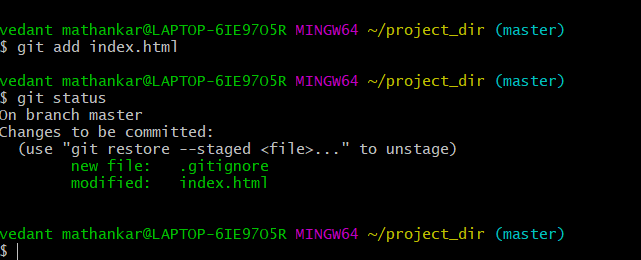 vedant mathankar@LAPTOP-6IE97O5R MINGW64 ~/project_dir (master)
$ git add index.html
vedant mathankar@LAPTOP-6IE97O5R MINGW64 ~/project_dir (master)
$ git status
On branch master
Changes to be committed:
  (use "git restore --staged <file>..." to unstage)
        new file:   .gitignore
        modified:   index.html
vedant mathankar@LAPTOP-6IE97O5R MINGW64 ~/project_dir (master)
$